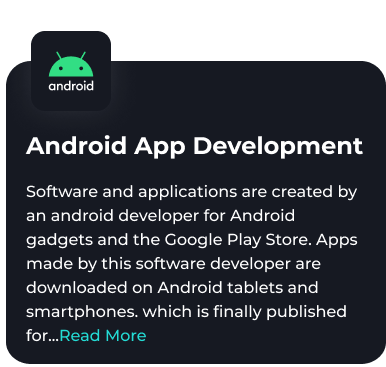 android
Android App Development
Software and applications are created by
an android developer for Android
gadgets and the Google Play Store. Apps
made by this software developer are
downloaded on Android tablets and
smartphones. which is finally published
for...Read More